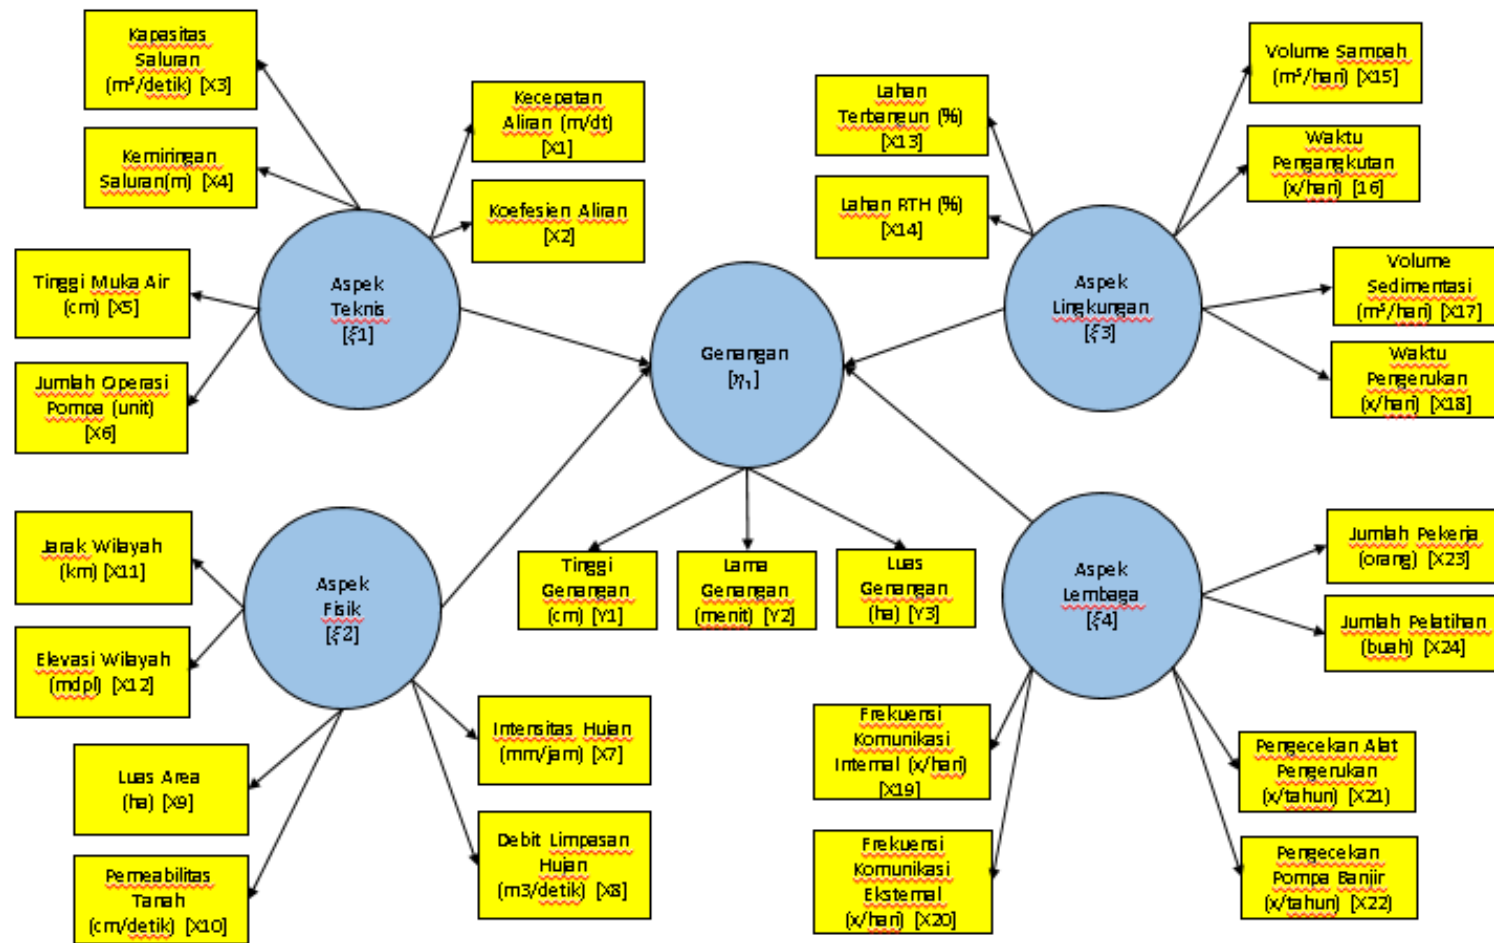 Kapasitas
Saluran
(m³/detik) [X3]
Kemiringan
Saluran(m) [X4]
Kecepatan
Aliran (m/dt)
[X1]
Koefesien Aliran
[X2]
Tinggi Muka Air
(cm) [X5]
Jumlah Operasi
Pompa (unit)
[X6]
Aspek
Teknis
[ξ1]
Lahan
Terbangun (%)
[X13]
Lahan RTH (%)
[X14]
Volume Sampah
(m³/hari) [X15]
Waktu
Pengangkutan
(x/hari) [16]
Volume
Sedimentasi
(m³/hari) [X17]
Waktu
Pengerukan
(x/hari) [X18]
Aspek
Lingkungan
[ξ3]
Genangan
[η₁]
Tinggi
Genangan
(cm) [Y1]
Lama
Genangan
(menit) [Y2]
Luas
Genangan
(ha) [Y3]
Jarak Wilayah
(km) [X11]
Elevasi Wilayah
(mdpl) [X12]
Aspek
Fisik
[ξ2]
Luas Area
(ha) [X9]
Permeabilitas
Tanah
(cm/detik) [X10]
Intensitas Hujan
(mm/jam) [X7]
Debit Limpasan
Hujan
(m3/detik) [X8]
Aspek
Lembaga
[ξ4]
Jumlah Pekerja
(orang) [X23]
Jumlah Pelatihan
(buah) [X24]
Frekuensi
Komunikasi
Internal (x/hari)
[X19]
Frekuensi
Komunikasi
Eksternal
(x/hari) [X20]
Pengecekan Alat
Pengerukan
(x/tahun) [X21)
Pengecekan
Pompa Banjir
(x/tahun) [X22)